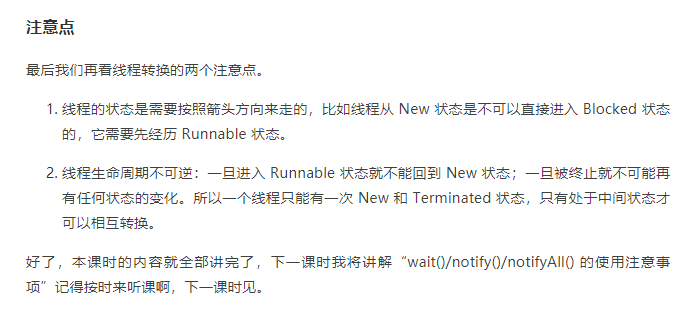 注意点
最后我们再看线程转换的两个注意点。
1. 线程的状态是需要按照箭头方向来走的，比如线程从 New 状态是不可以直接进入 Blocked 状态
的，它需要先经历 Runnable 状态。
2. 线程生命周期不可逆：一旦进入 Runnable 状态就不能回到 New 状态；一旦被终止就不可能再
有任何状态的变化。所以一个线程只能有一次 New 和 Terminated 状态，只有处于中间状态才
可以相互转换。
好了，本课时的内容就全部讲完了，下一课时我将讲解“wait()/notify()/notifyAll() 的使用注意事
项”记得按时来听课啊，下一课时见。